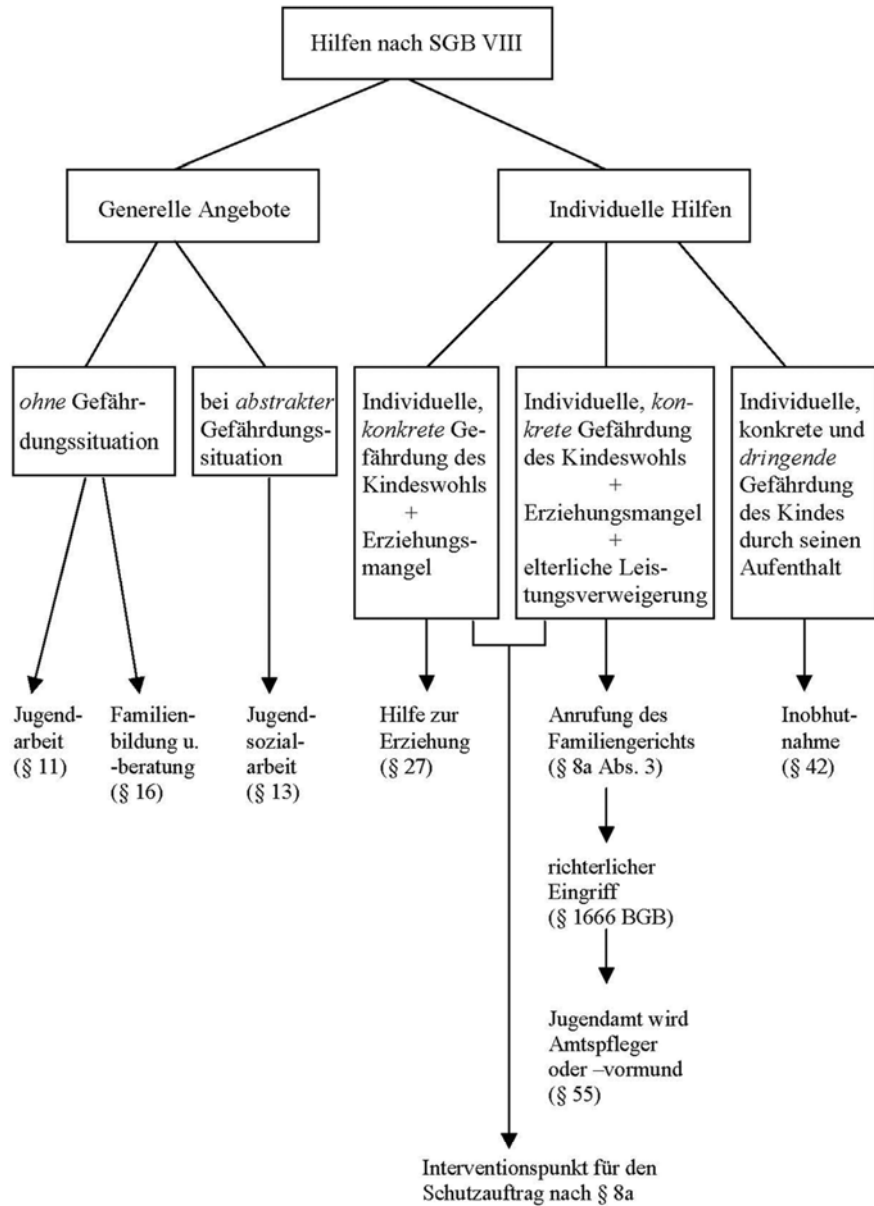 Hilfen nach SGB VIII
Generelle Angebote
Individuelle Hilfen
ohne Gefähr-
dungssituation
bei abstrakter
Gefährdungs-
situation
Individuelle,
konkrete Ge-
fährdung des
Kindeswohls
+
Erziehungs-
mangel
Individuelle, kon-
krete Gefährdung
des Kindeswohls
+
Erziehungsmangel
+
elterliche Leis-
tungsverweigerung
Individuelle,
konkrete und
dringende
Gefährdung
des Kindes
durch seinen
Aufenthalt
Jugend-
arbeit
(§ 11)
Familien-
bildung u.
-beratung
(§ 16)
Jugend-
sozial-
arbeit
(§ 13)
Hilfe zur
Erziehung
(§ 27)
Anrufung des
Familiengerichts
(§ 8a Abs. 3)
Inobhut-
nahme
(§ 42)
richterlicher
Eingriff
(§ 1666 BGB)
Jugendamt wird
Amtspfleger
oder –vormund
(§ 55)
Interventionspunkt für den
Schutzauftrag nach § 8a